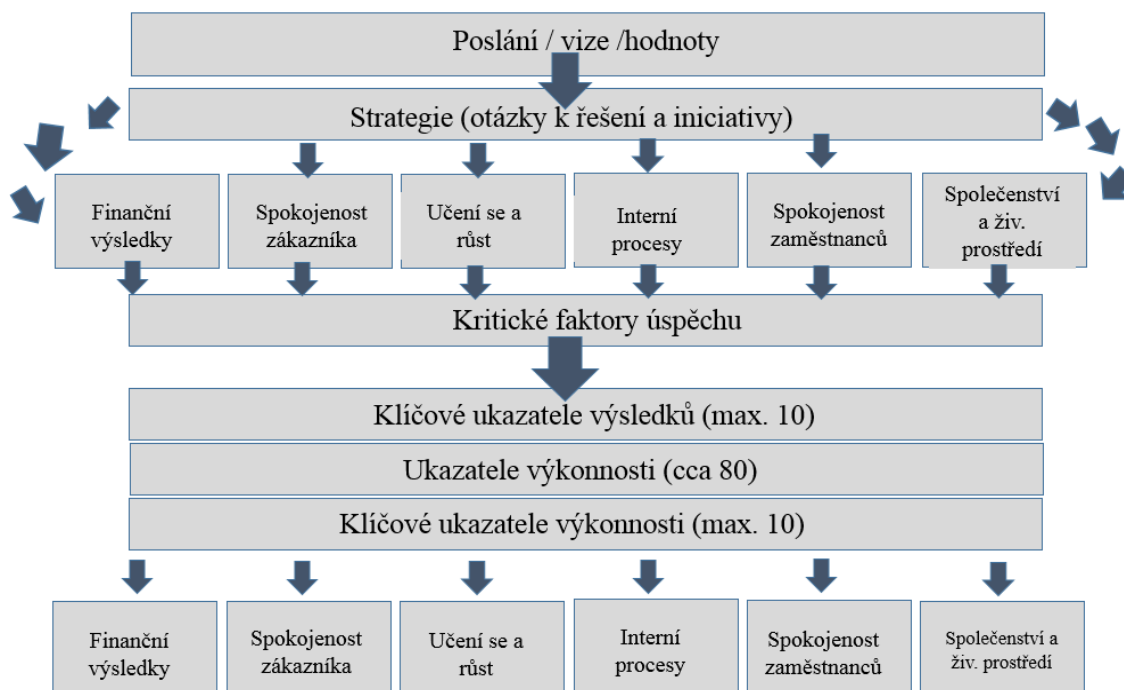 Poslání / vize /hodnoty
Strategie (otázky k řešení a iniciativy)
Finanční
výsledky
Spokojenost
zákazníka
Učení se a
růst
Interní
procesy
Spokojenost
zaměstnanců
Společenství
a živ.
prostředí
Kritické faktory úspěchu
Klíčové ukazatele výsledků (max. 10)
Ukazatele výkonnosti (cca 80)
Klíčové ukazatele výkonnosti (max. 10)
Finanční
výsledky
Spokojenost
zákazníka
Učení se a
růst
Interní
procesy
Spokojenost
zaměstnanců
Společenství a
živ. prostředí